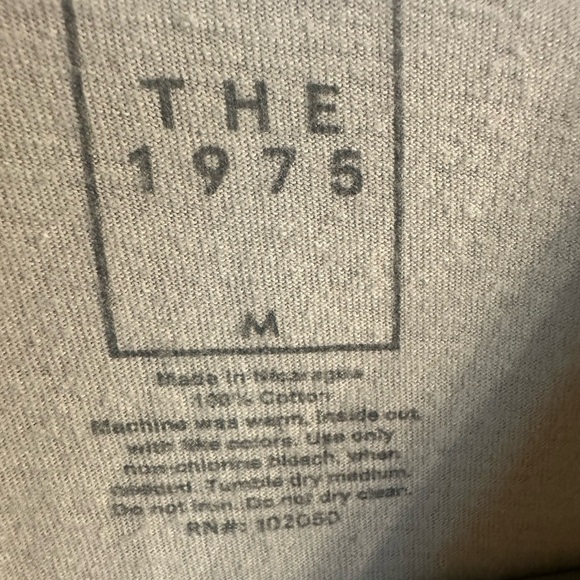 THE
1975
M
Made in Nicaragua
100% Cotton
Machine was warm, inside out,
with like colors. Use only
non-chlorine bleach, when
needed. Tumble dry medium.
Do not iron. Do not dry clean.
RN#: 102050